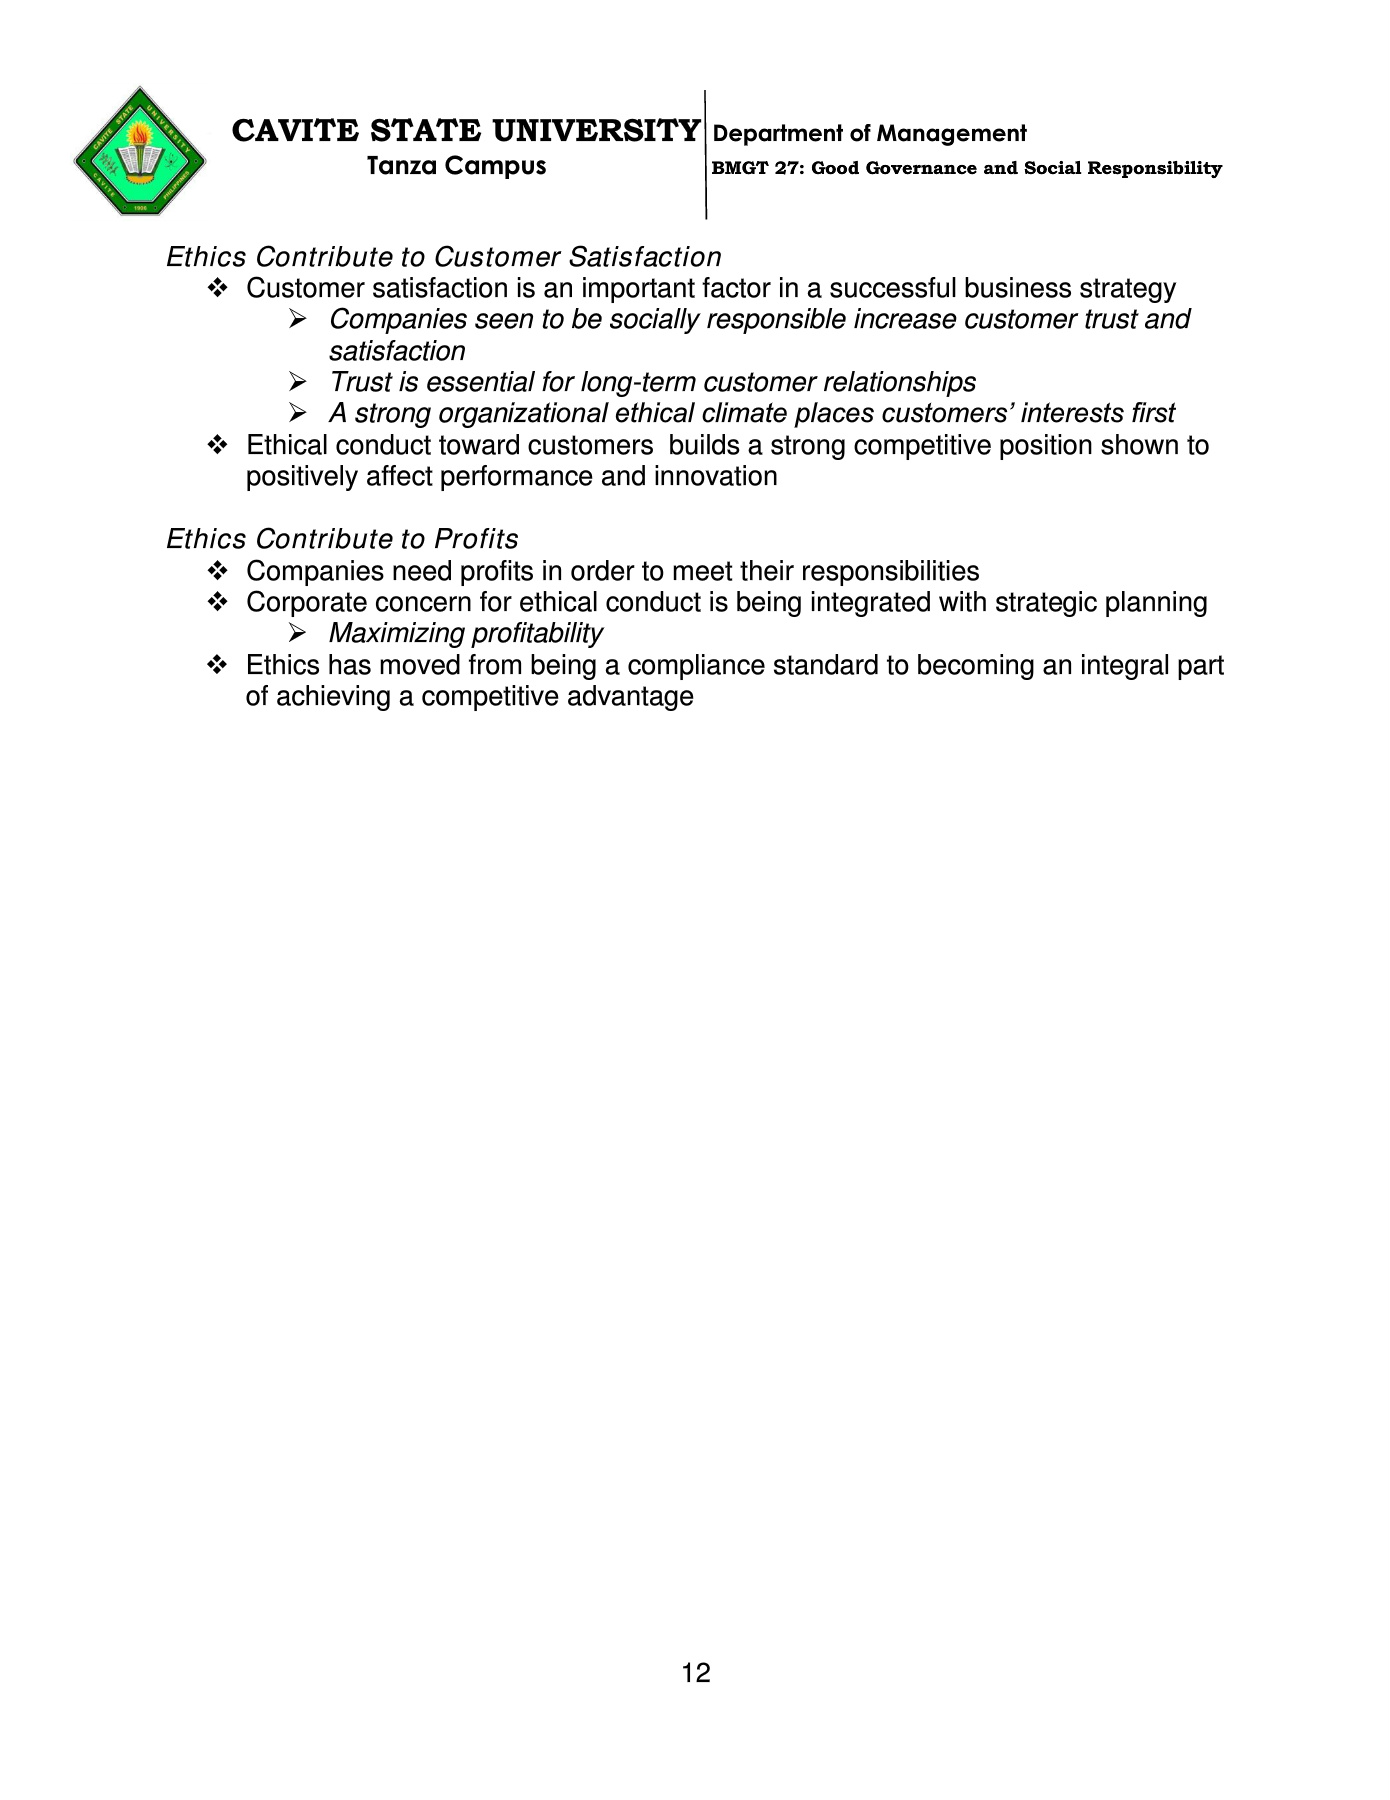 CAVITE STATE UNIVERSITY
Tanza Campus
Department of Management
BMGT 27: Good Governance and Social Responsibility
CAVITE STATE UNIVERSITY
CAVITE PHILIPPINES
1906
Ethics Contribute to Customer Satisfaction
❖ Customer satisfaction is an important factor in a successful business strategy
➢ Companies seen to be socially responsible increase customer trust and
satisfaction
➢ Trust is essential for long-term customer relationships
➢ A strong organizational ethical climate places customers’ interests first
❖ Ethical conduct toward customers  builds a strong competitive position shown to
positively affect performance and innovation
Ethics Contribute to Profits
❖ Companies need profits in order to meet their responsibilities
❖ Corporate concern for ethical conduct is being integrated with strategic planning
➢ Maximizing profitability
❖ Ethics has moved from being a compliance standard to becoming an integral part
of achieving a competitive advantage
12